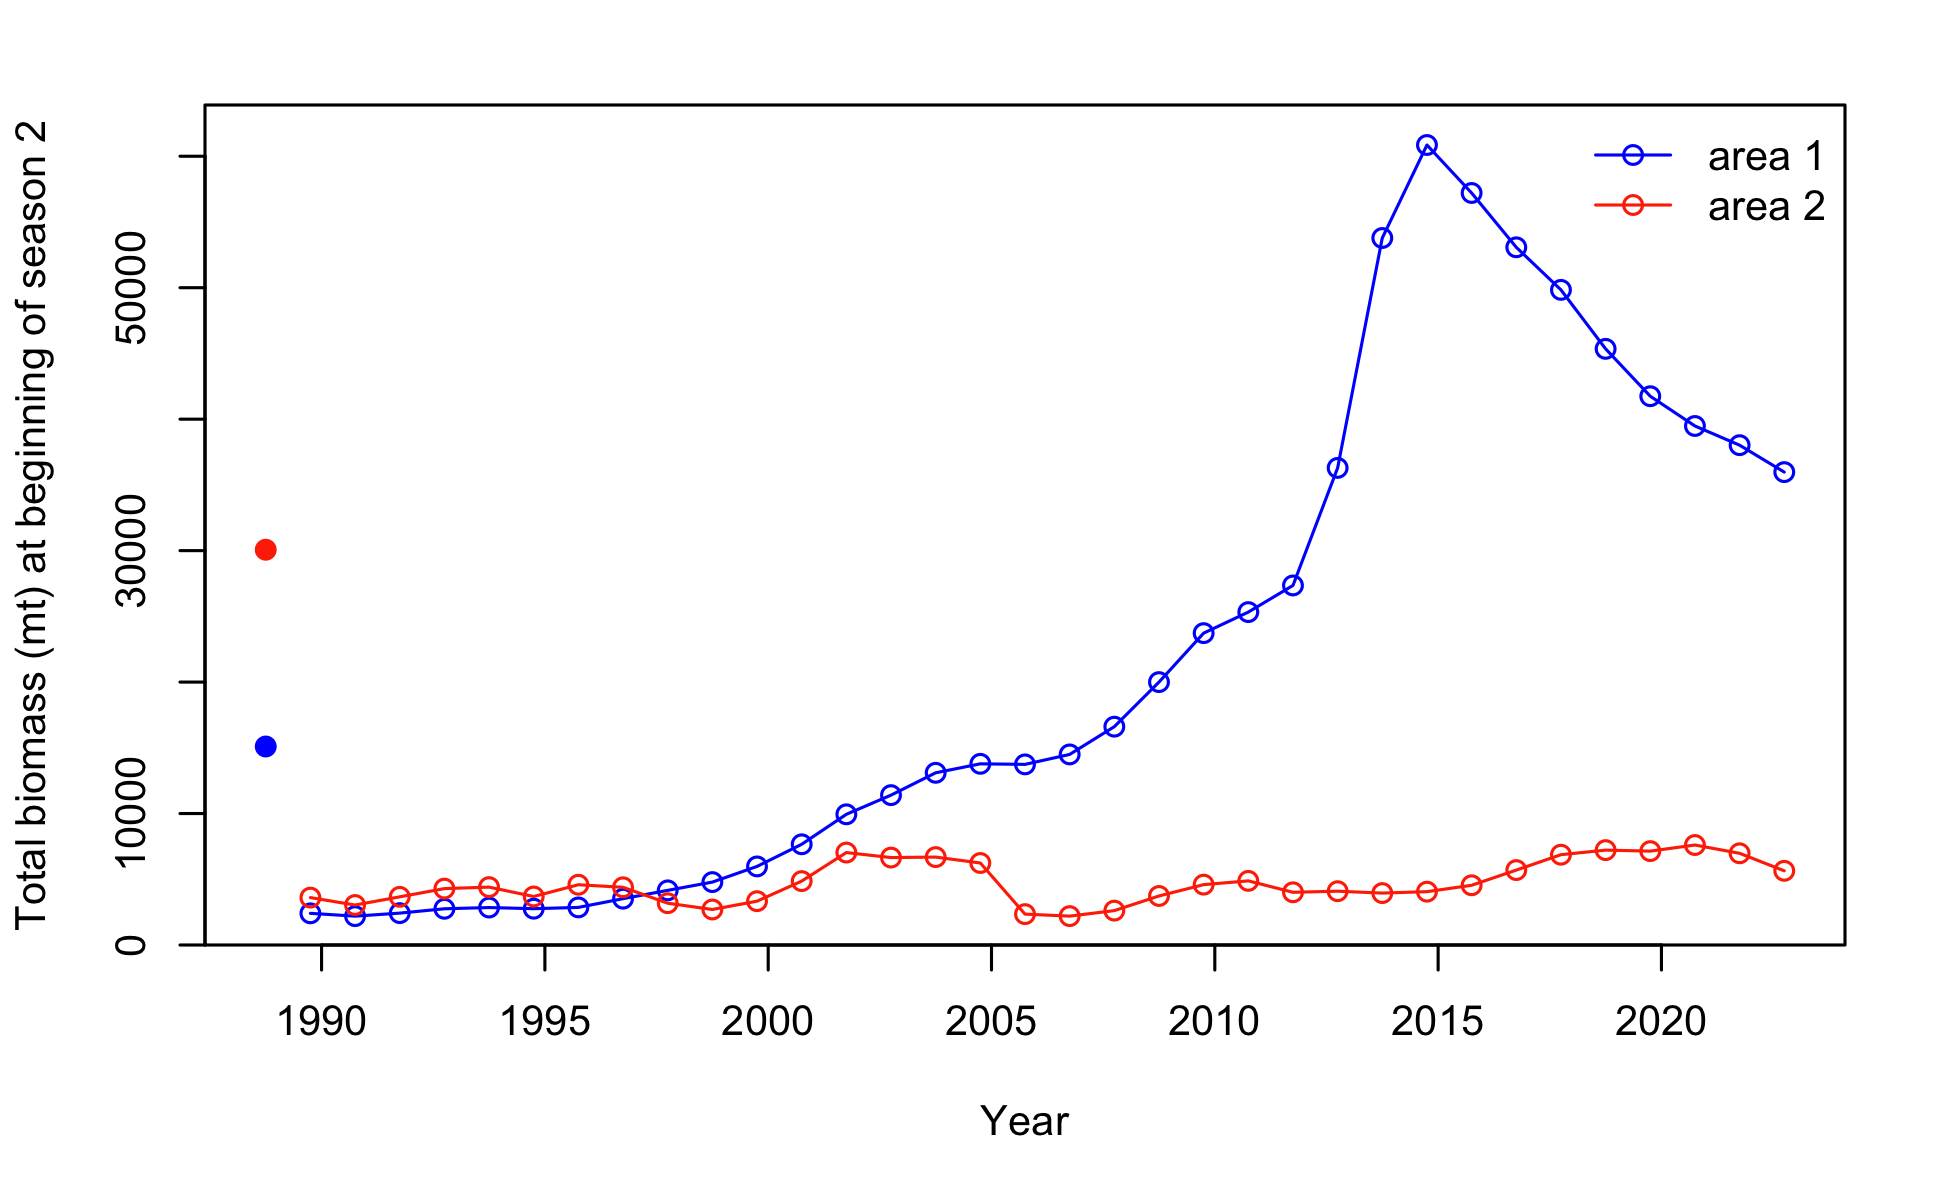 Total biomass (mt) at beginning of season 2
50000
30000
10000
0
area 1
area 2
1990 1995 2000 2005 2010 2015 2020
Year